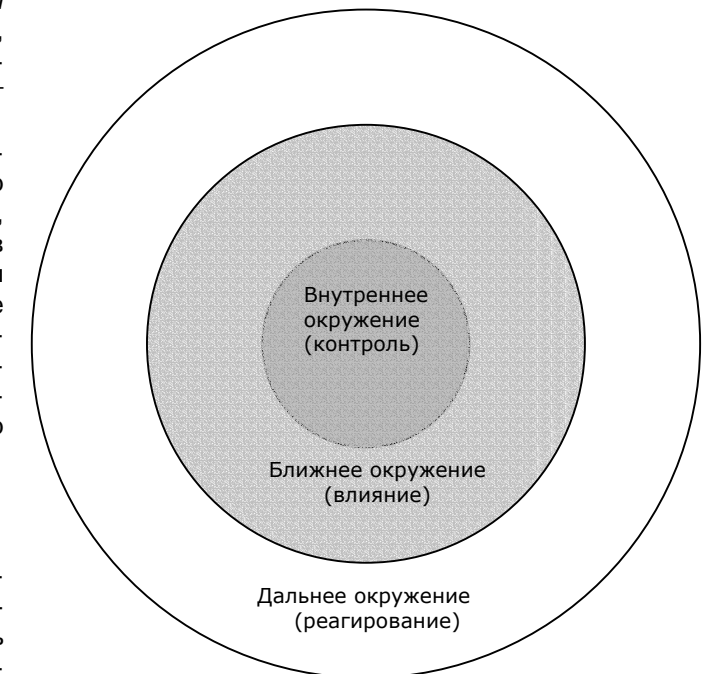 Внутреннее
окружение
(контроль)
Ближнее окружение
(влияние)
Дальнее окружение
(реагирование)